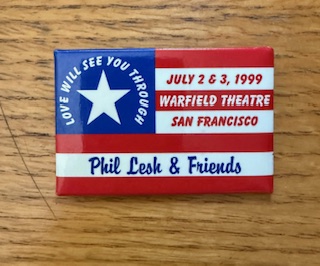 LOVE WILL SEE YOU THROUGH
JULY 2 & 3, 1999
WARFIELD THEATRE
SAN FRANCISCO
Phil Lesh & Friends